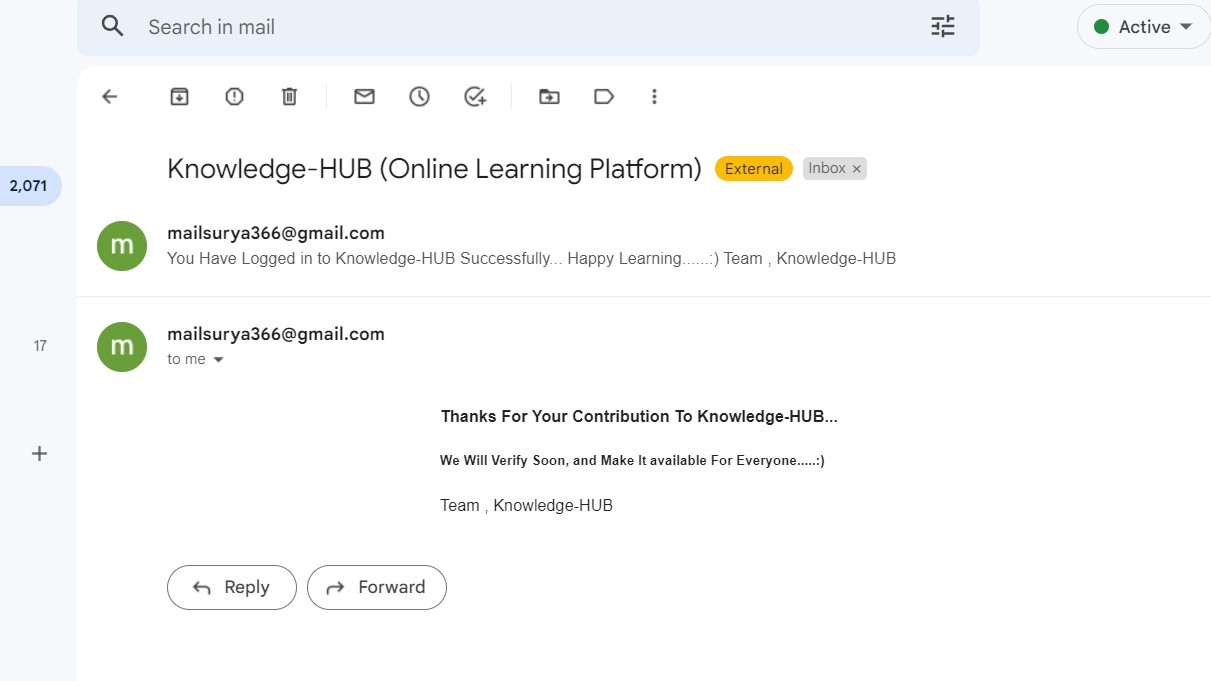 Search in mail
Active
Knowledge-HUB (Online Learning Platform) External Inbox ×
2,071
mailsurya366@gmail.com
m
You Have Logged in to Knowledge-HUB Successfully... Happy Learning......:) Team , Knowledge-HUB
mailsurya366@gmail.com
m
17
to me
Thanks For Your Contribution To Knowledge-HUB...
We Will Verify Soon, and Make It available For Everyone.....:)
Team , Knowledge-HUB
Reply
Forward